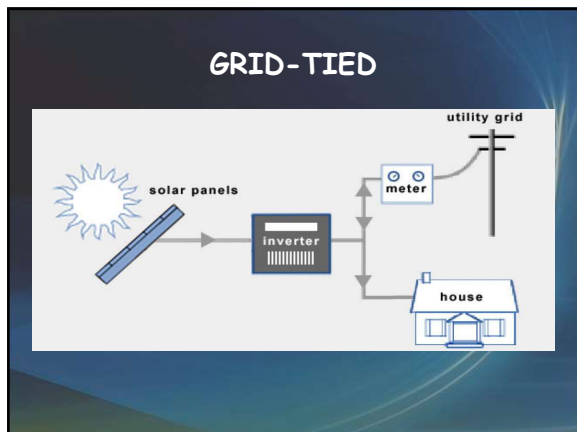 GRID-TIED
utility grid
solar panels
meter
inverter
house